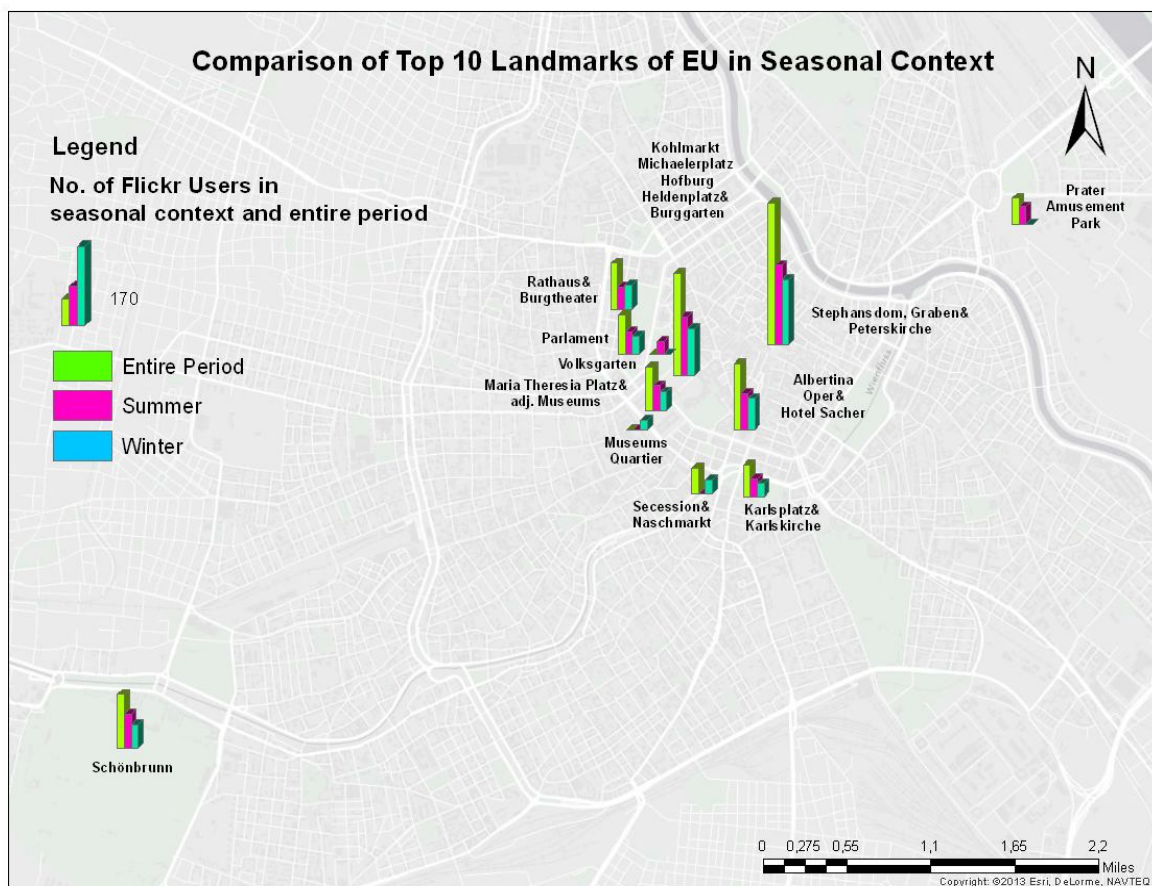 Comparison of Top 10 Landmarks of EU in Seasonal Context
N
Legend
No. of Flickr Users in
seasonal context and entire period
170
Entire Period
Summer
Winter
Kohlmarkt
Michaelerplatz
Hofburg
Heldenplatz&
Burggarten
Prater
Amusement
Park
Rathaus&
Burgtheater
Stephansdom, Graben&
Peterskirche
Parlament
Volksgarten
Maria Theresia Platz&
adj. Museums
Albertina
Oper&
Hotel Sacher
Museums
Quartier
Secession&
Naschmarkt
Karlsplatz&
Karlskirche
Schönbrunn
0 0,275 0,55 1,1 1,65 2,2
Miles
Copyright: ©2013 Esri, DeLorme, NAVTEQ